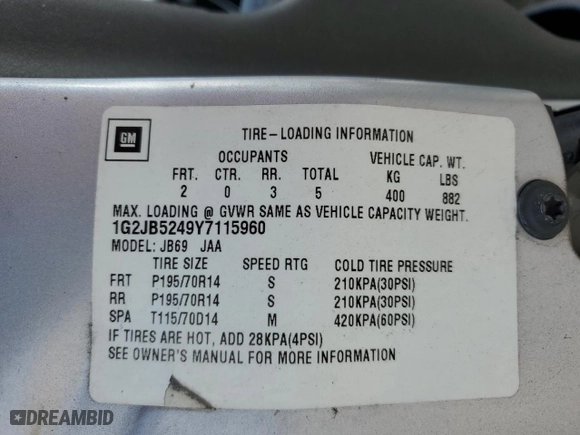 GM
TIRE-LOADING INFORMATION
OCCUPANTS VEHICLE CAP. WT.
FRT. CTR. RR. TOTAL KG LBS
2 0 3 5 400 882
MAX. LOADING @ GVWR SAME AS VEHICLE CAPACITY WEIGHT.
1G2JB5249Y7115960
MODEL: JB69 JAA
TIRE SIZE SPEED RTG COLD TIRE PRESSURE
FRT P195/70R14 S 210KPA(30PSI)
RR P195/70R14 S 210KPA(30PSI)
SPA T115/70D14 M 420KPA(60PSI)
IF TIRES ARE HOT, ADD 28KPA(4PSI)
SEE OWNER'S MANUAL FOR MORE INFORMATION
DREAMBID